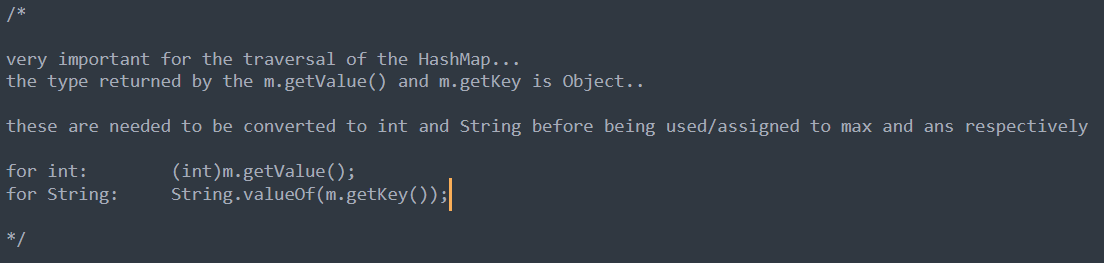 /*
very important for the traversal of the HashMap...
the type returned by the m.getValue() and m.getKey is Object..
these are needed to be converted to int and String before being used/assigned to max and ans respectively
for int:        (int)m.getValue();
for String:     String.valueOf(m.getKey());
*/